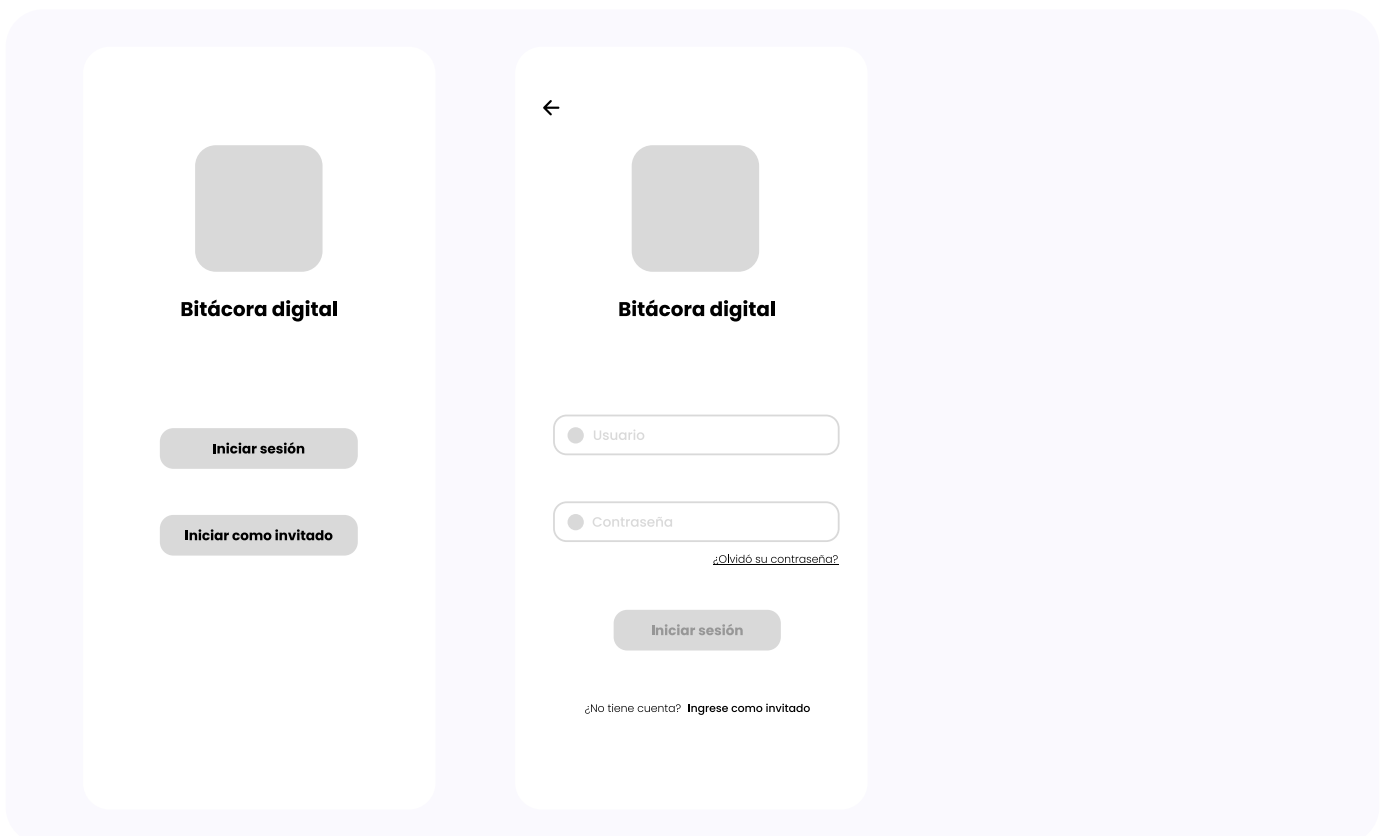 Bitácora digital
Iniciar sesión
Iniciar como invitado
Bitácora digital
Usuario
Contraseña
¿Olvidó su contraseña?
Iniciar sesión
¿No tiene cuenta? Ingrese como invitado